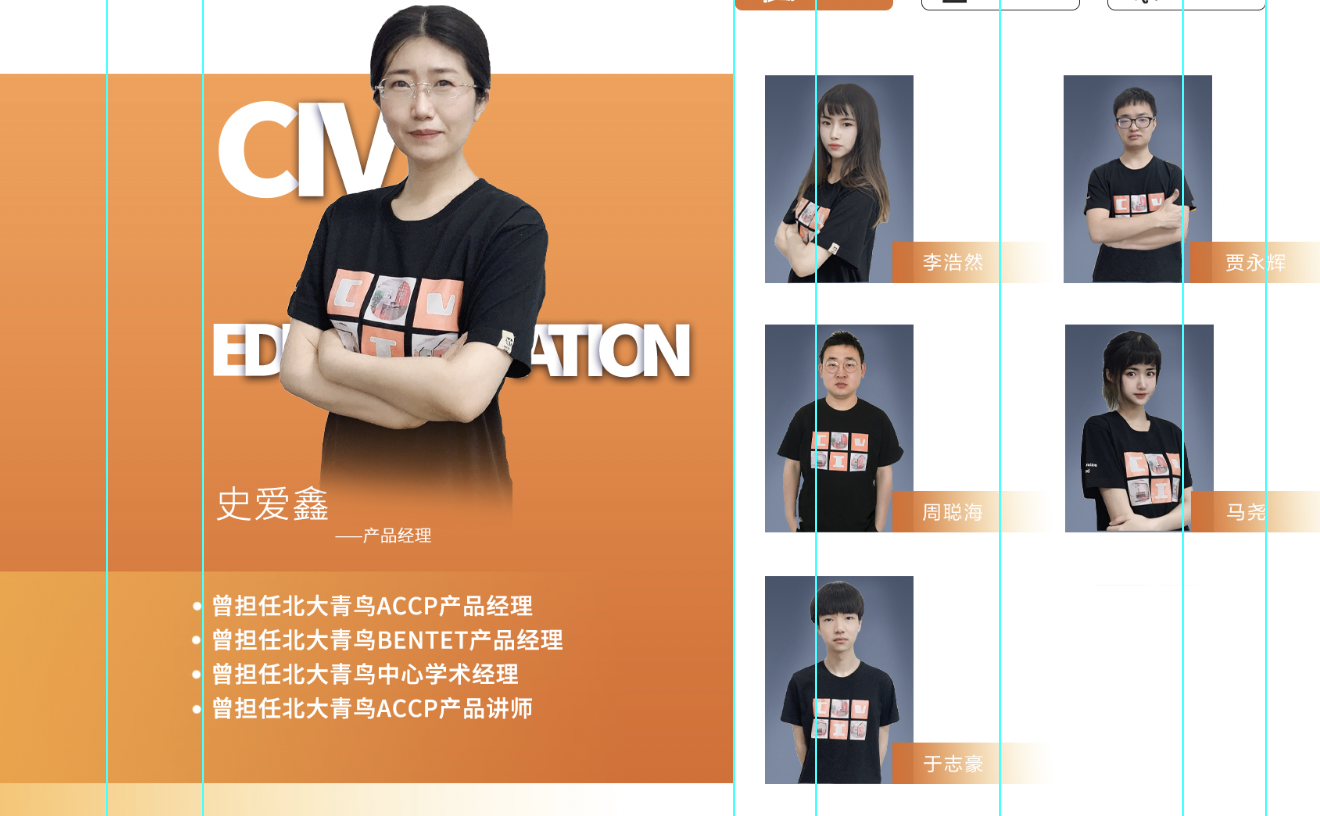 CIV
EDU ATION
史爱鑫
——产品经理
• 曾担任北大青鸟ACCP产品经理
• 曾担任北大青鸟BENTET产品经理
• 曾担任北大青鸟中心学术经理
• 曾担任北大青鸟ACCP产品讲师
李浩然
贾永辉
周聪海
马尧
于志豪